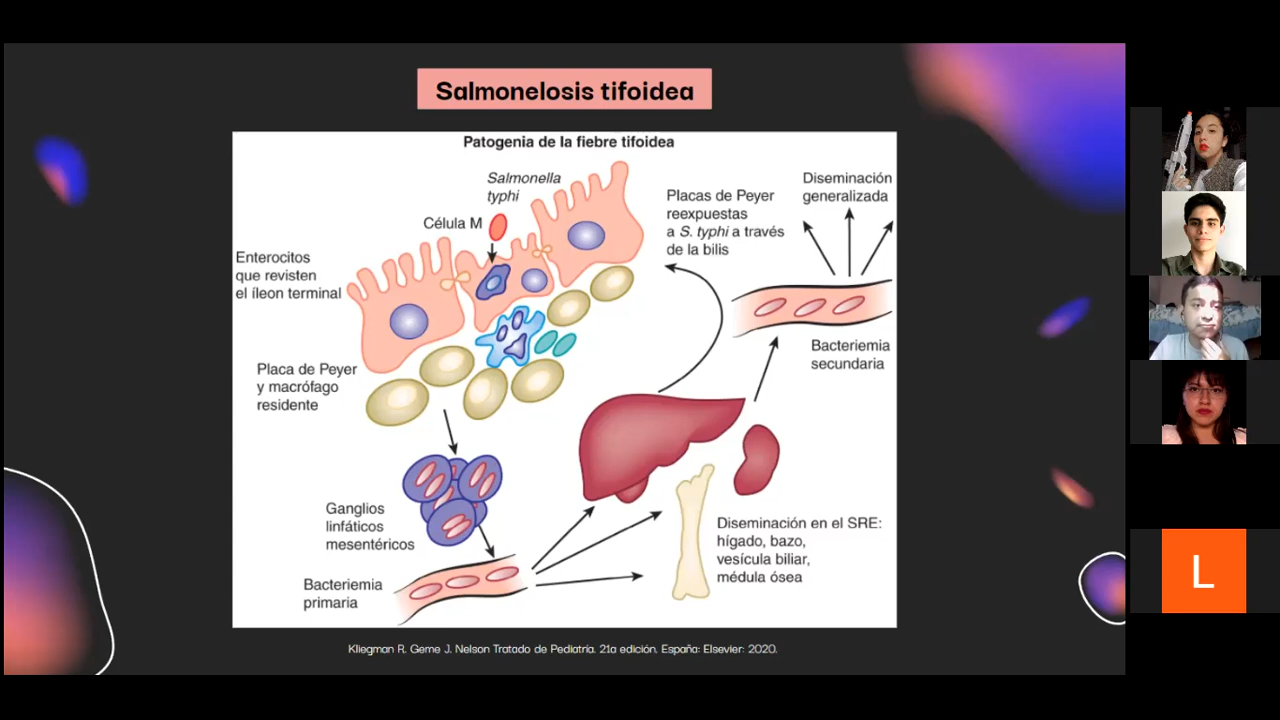 Salmonelosis tifoidea
Patogenia de la fiebre tifoidea
Salmonella
typhi
Célula M
Enterocitos
que revisten
el íleon terminal
Placas de Peyer
reexpuestas
a S. typhi a través
de la bilis
Diseminación
generalizada
Bacteriemia
secundaria
Placa de Peyer
y macrófago
residente
Ganglios
linfáticos
mesentéricos
Bacteriemia
primaria
Diseminación en el SRE:
hígado, bazo,
vesícula biliar,
médula ósea
Kliegman R. Geme J. Nelson Tratado de Pediatría. 21a edición. España: Elsevier: 2020.
L